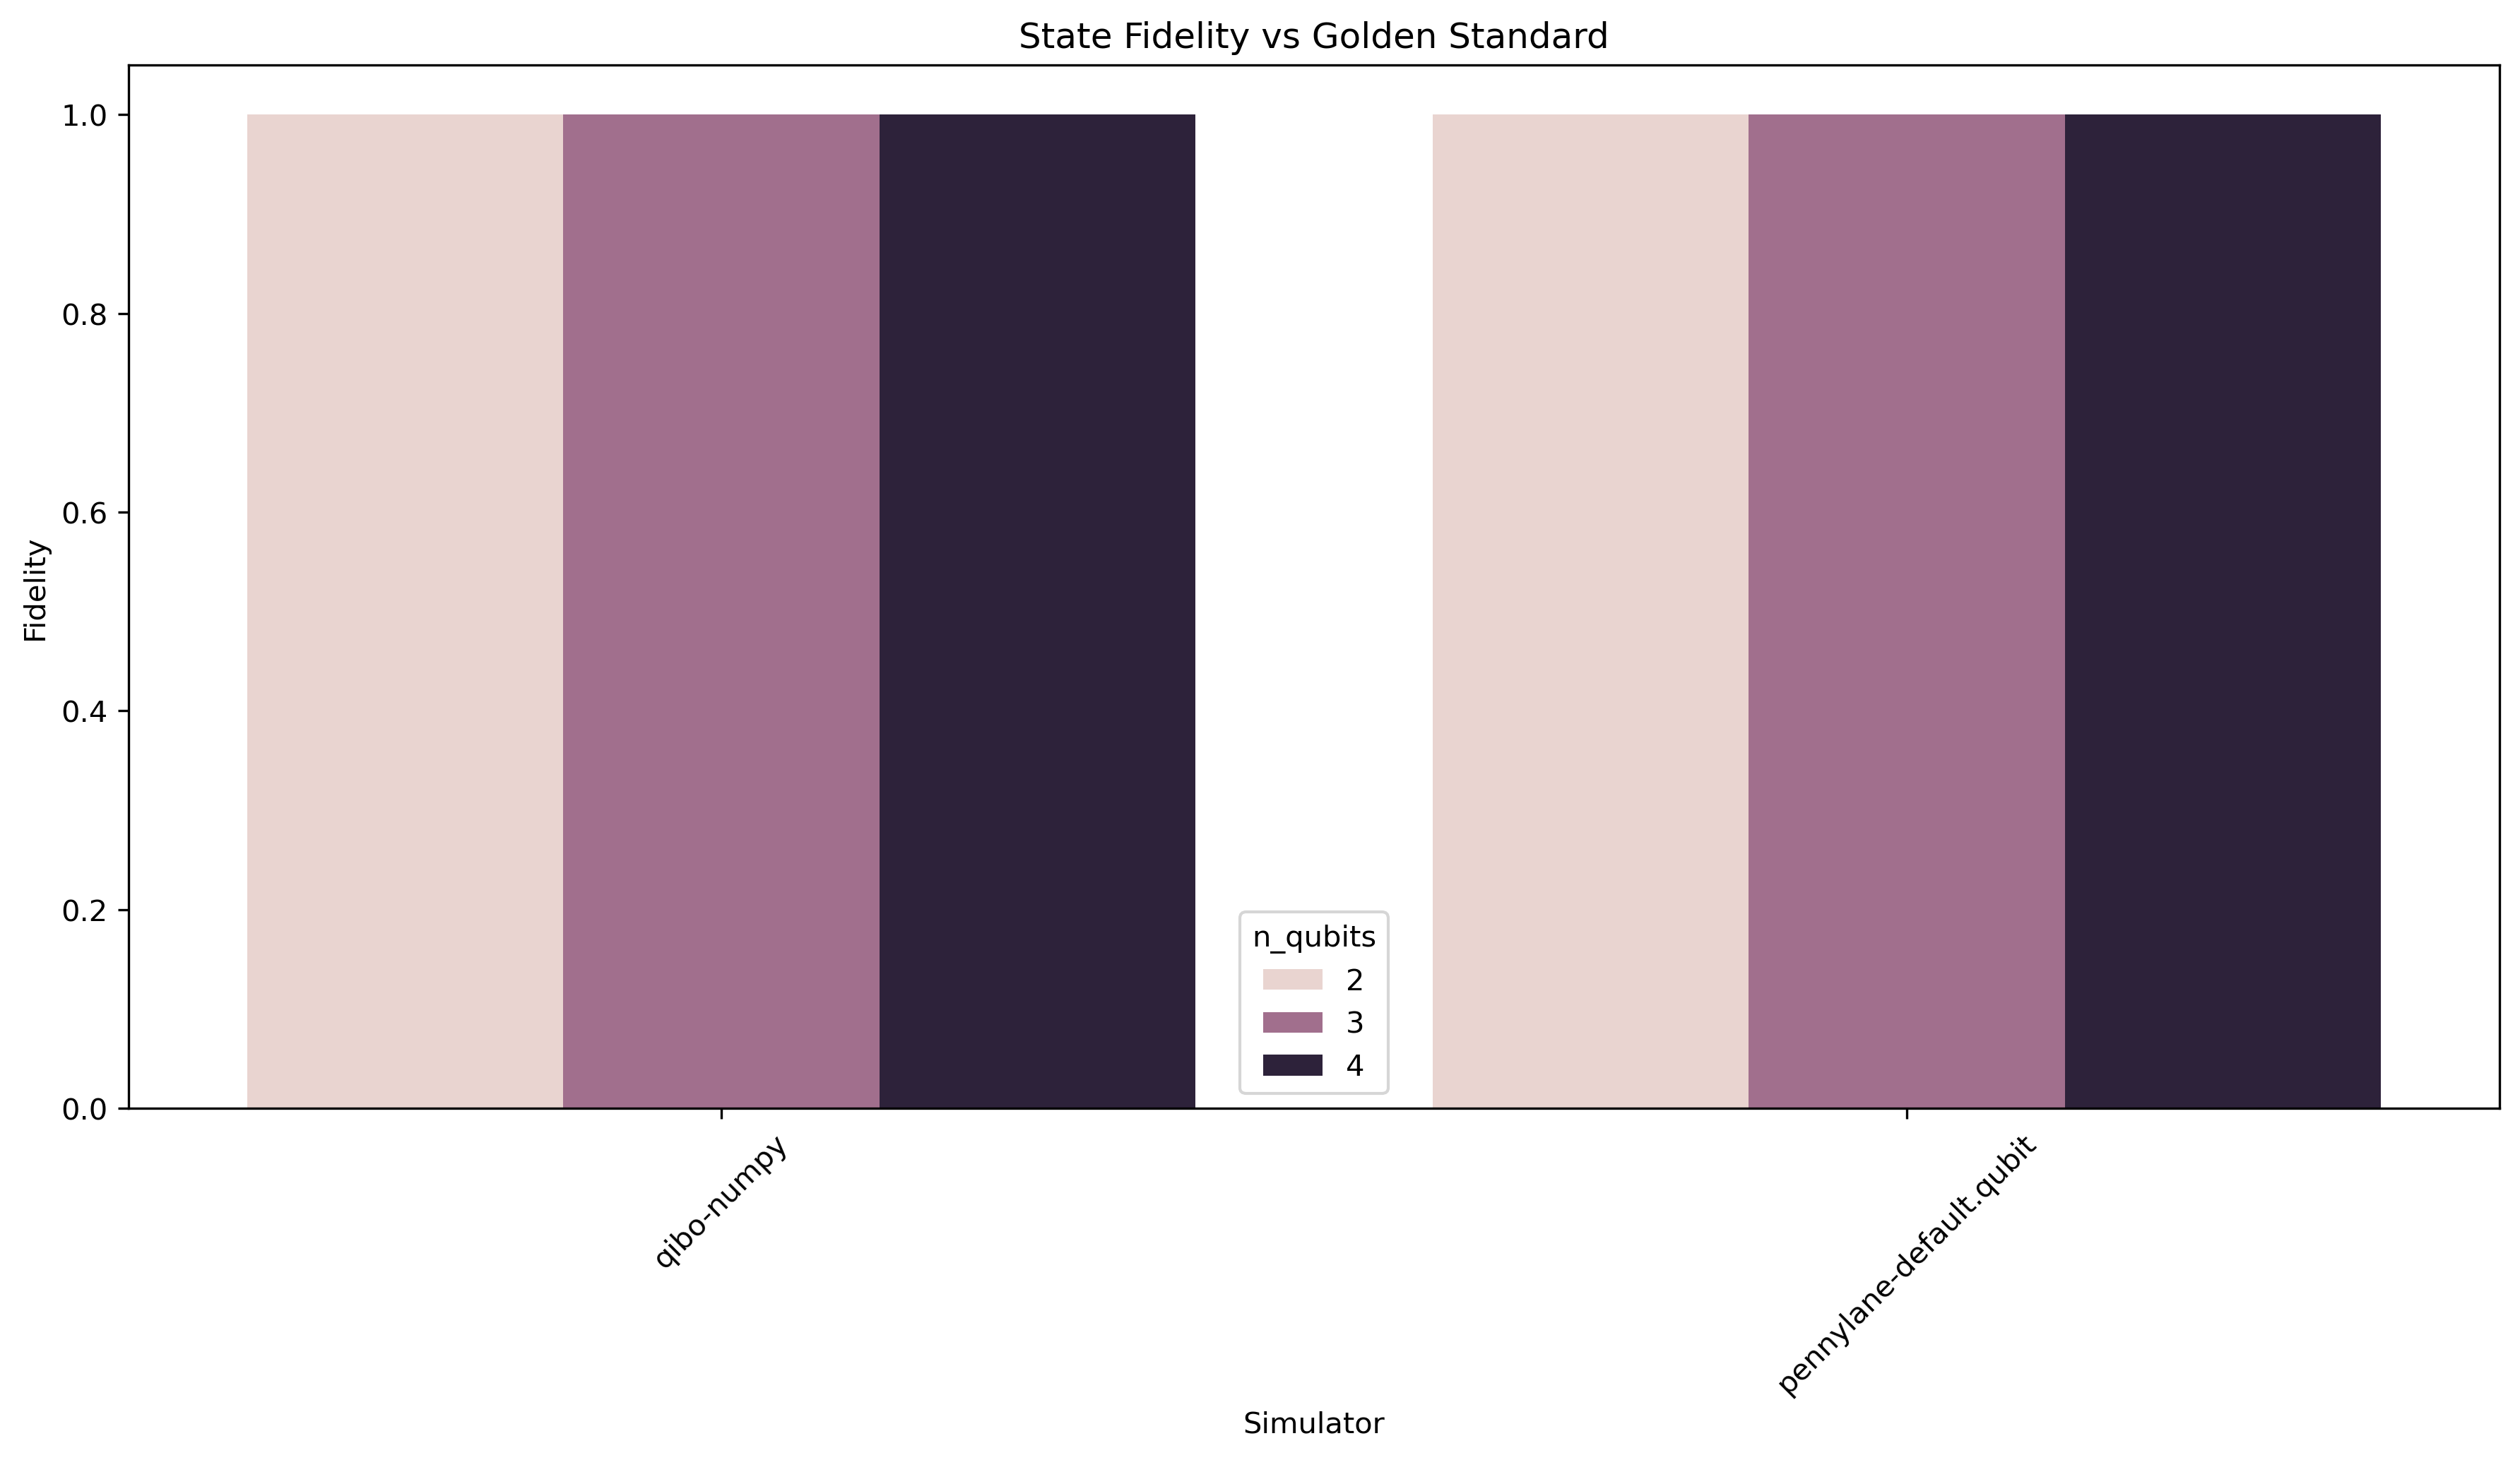 State Fidelity vs Golden Standard
1.0
0.8
0.6
0.4
0.2
0.0
Fidelity
n_qubits
2
3
4
qibo-numpy
pennylane-default.qubit
Simulator